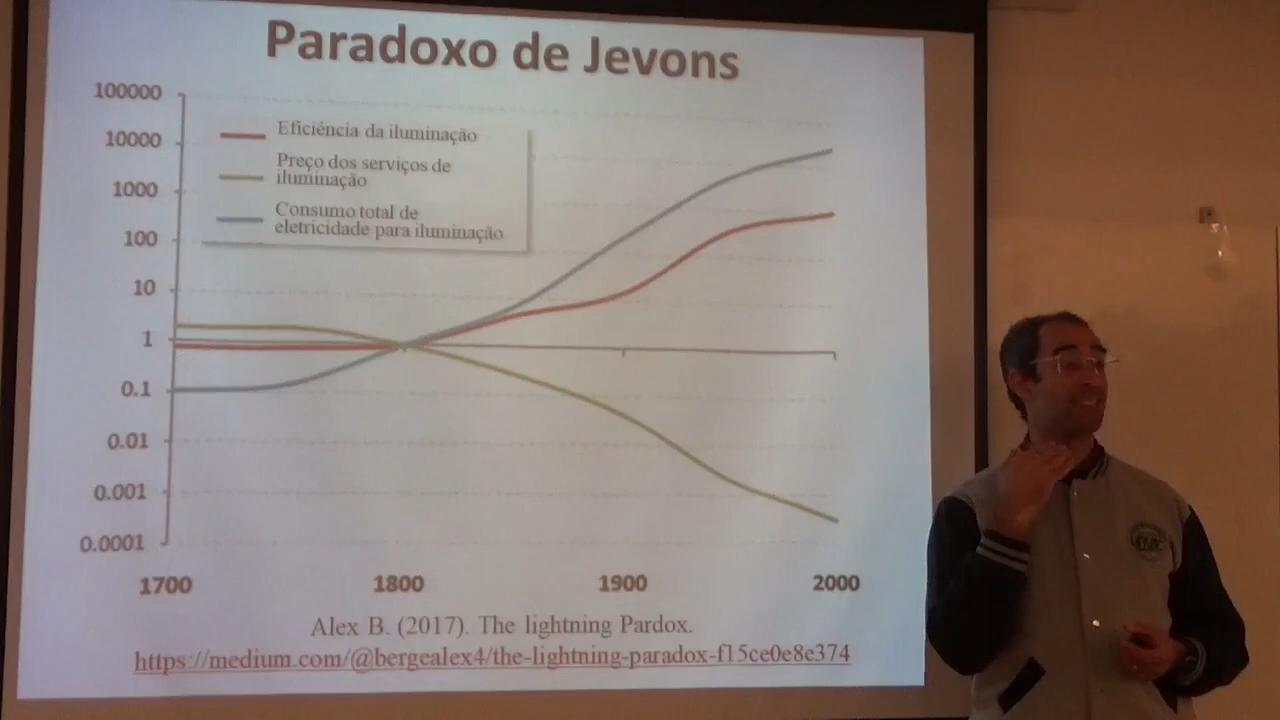 Paradoxo de Jevons
100000
10000
1000
100
10
1
0.1
0.01
0.001
0.0001
Eficiência da iluminação
Preço dos serviços de
iluminação
Consumo total de
eletricidade para iluminação
1700 1800 1900 2000
Alex B. (2017). The lightning Pardox.
https://medium.com/@bergealex4/the-lightning-paradox-f15ce0e8e374